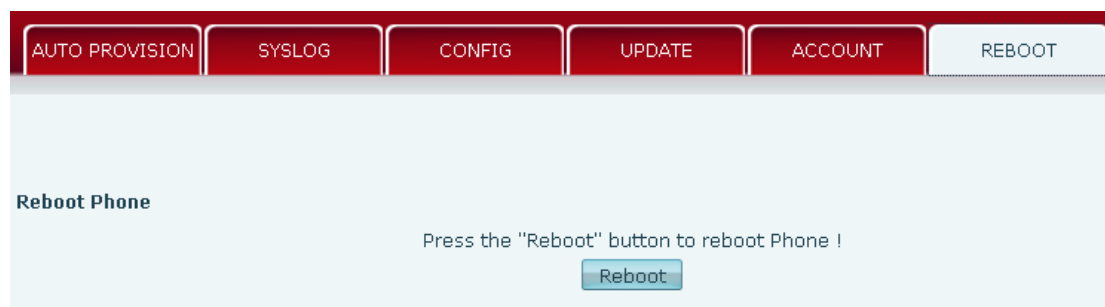 AUTO PROVISION SYSLOG CONFIG UPDATE ACCOUNT REBOOT
Reboot Phone
Press the "Reboot" button to reboot Phone !
Reboot